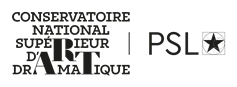 CONSERVATOIRE
NATIONAL
SUPÉRIEUR
D'ART
DRAMATIQUE
PSL